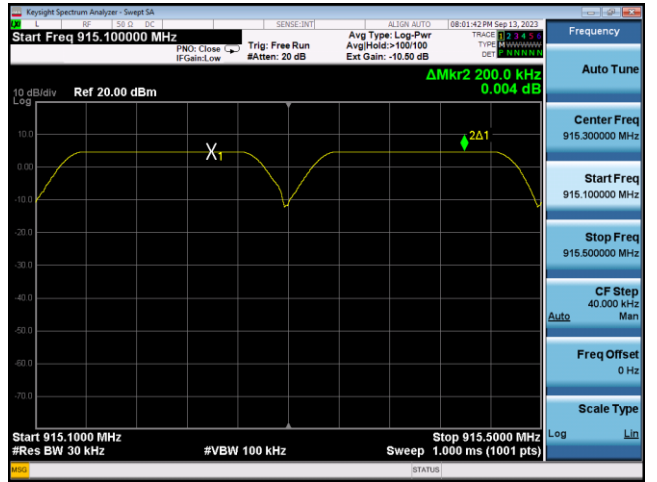 Keysight Spectrum Analyzer - Swept SA
LXI L RF 50 Ω DC SENSE:INT ALIGN AUTO 08:01:42 PM Sep 13, 2023
Start Freq 915.100000 MHz
PNO: Close
IFGain:Low
Trig: Free Run
#Atten: 20 dB
Avg Type: Log-Pwr
Avg|Hold:>100/100
Ext Gain: -10.50 dB
TRACE 1 2 3 4 5 6
TYPE M WWWWW
DET P NNNNN
ΔMkr2 200.0 kHz
0.004 dB
10 dB/div Ref 20.00 dBm
Log
10.0
0.00
-10.0
-20.0
-30.0
-40.0
-50.0
-60.0
-70.0
X1
2Δ1
Start 915.1000 MHz Stop 915.5000 MHz
#Res BW 30 kHz #VBW 100 kHz Sweep 1.000 ms (1001 pts)
MSG STATUS
Frequency
Auto Tune
Center Freq
915.300000 MHz
Start Freq
915.100000 MHz
Stop Freq
915.500000 MHz
CF Step
40.000 kHz
Auto Man
Freq Offset
0 Hz
Scale Type
Log Lin